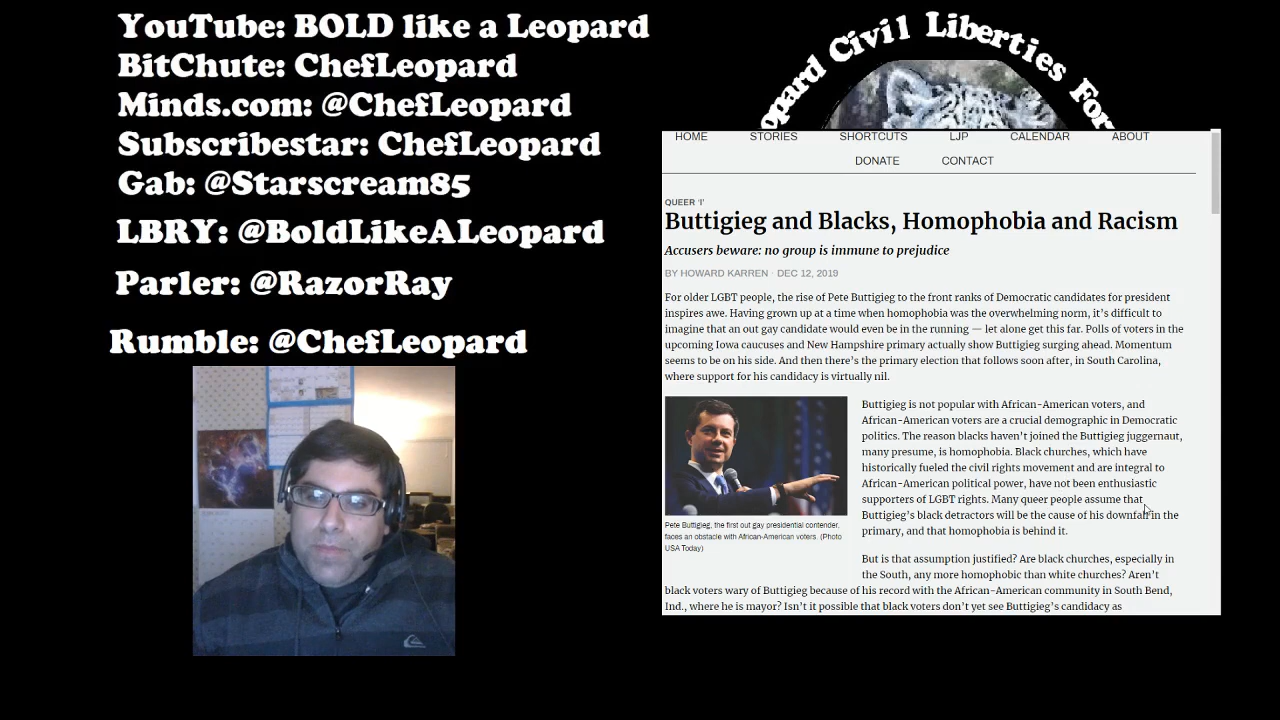 YouTube: BOLD like a Leopard
BitChute: ChefLeopard
Minds.com: @ChefLeopard
Subscribestar: ChefLeopard
Gab: @Starscream85
LBRY: @BoldLikeALeopard
Parler: @RazorRay
Rumble: @ChefLeopard
opard Civil Liberties For
HOME STORIES SHORTCUTS LJP CALENDAR ABOUT
DONATE CONTACT
QUEER 'I'
Buttigieg and Blacks, Homophobia and Racism
Accusers beware: no group is immune to prejudice
BY HOWARD KARREN · DEC 12, 2019
For older LGBT people, the rise of Pete Buttigieg to the front ranks of Democratic candidates for president
inspires awe. Having grown up at a time when homophobia was the overwhelming norm, it's difficult to
imagine that an out gay candidate would even be in the running — let alone get this far. Polls of voters in the
upcoming Iowa caucuses and New Hampshire primary actually show Buttigieg surging ahead. Momentum
seems to be on his side. And then there's the primary election that follows soon after, in South Carolina,
where support for his candidacy is virtually nil.
Buttigieg is not popular with African-American voters, and
African-American voters are a crucial demographic in Democratic
politics. The reason blacks haven't joined the Buttigieg juggernaut,
many presume, is homophobia. Black churches, which have
historically fueled the civil rights movement and are integral to
African-American political power, have not been enthusiastic
supporters of LGBT rights. Many queer people assume that
Buttigieg's black detractors will be the cause of his downfall in the
primary, and that homophobia is behind it.
Pete Buttigieg, the first out gay presidential contender,
faces an obstacle with African-American voters. (Photo
USA Today)
But is that assumption justified? Are black churches, especially in
the South, any more homophobic than white churches? Aren't
black voters wary of Buttigieg because of his record with the African-American community in South Bend,
Ind., where he is mayor? Isn't it possible that black voters don't yet see Buttigieg's candidacy as